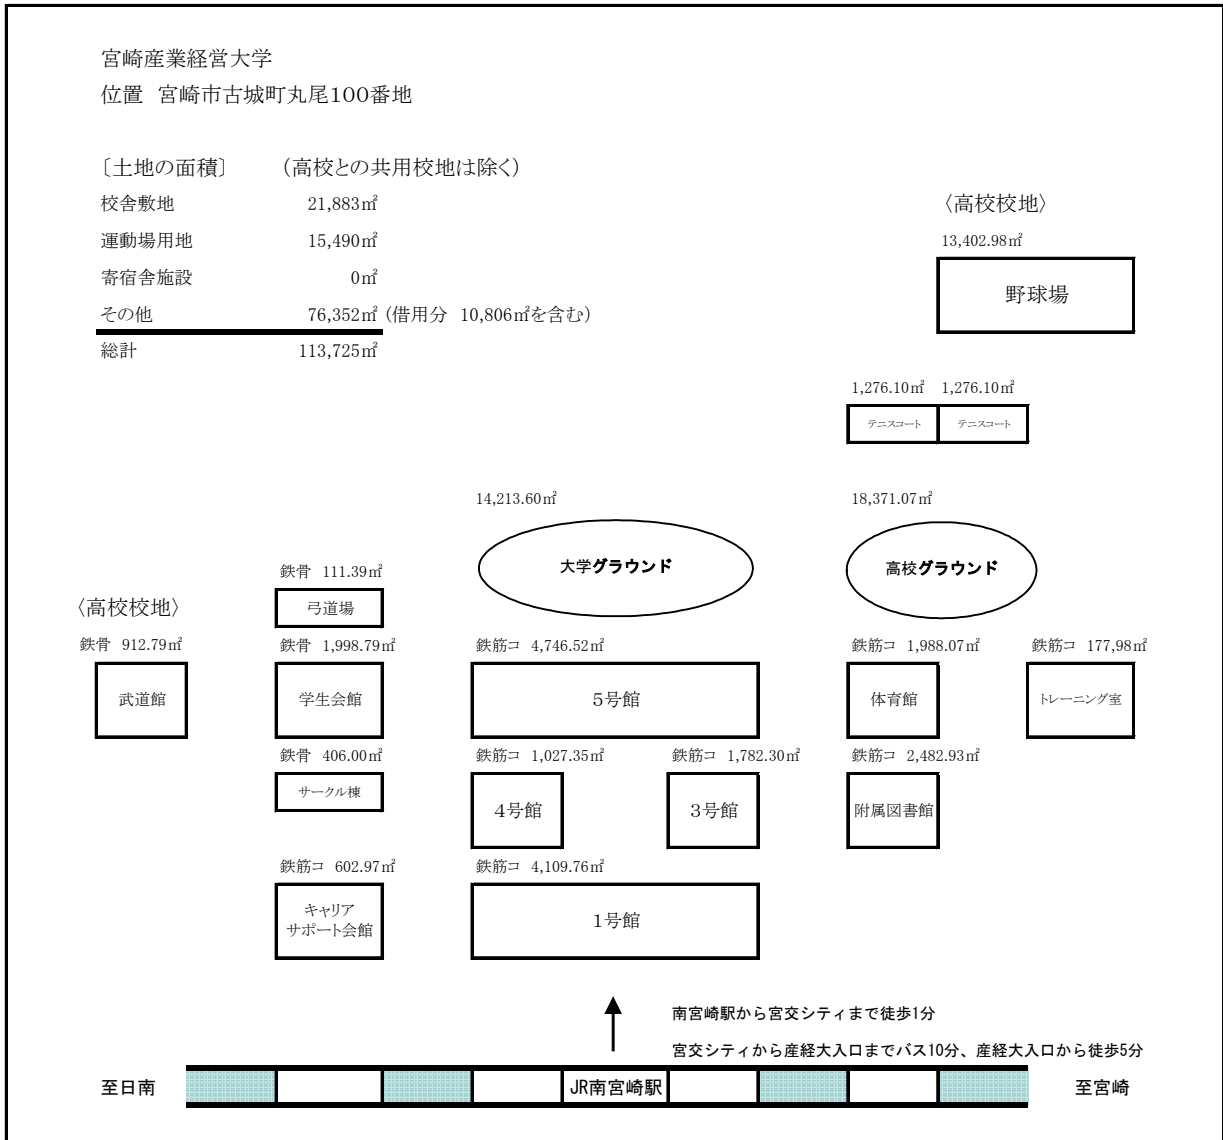 宮崎産業経営大学
位置 宮崎市古城町丸尾100番地
〔土地の面積〕 (高校との共用校地は除く)
校舎敷地 21,883㎡
運動場用地 15,490㎡
寄宿舎施設 0㎡
その他 76,352㎡ (借用分 10,806㎡を含む)
総計 113,725㎡
〈高校校地〉
13,402.98㎡
野球場
1,276.10㎡ 1,276.10㎡
テニスコート テニスコート
14,213.60㎡ 18,371.07㎡
大学グラウンド 高校グラウンド
鉄骨 111.39㎡
弓道場
〈高校校地〉
鉄骨 912.79㎡ 鉄骨 1,998.79㎡ 鉄筋コ 4,746.52㎡ 鉄筋コ 1,988.07㎡ 鉄筋コ 177,98㎡
武道館 学生会館 5号館 体育館 トレーニング室
鉄骨 406.00㎡ 鉄筋コ 1,027.35㎡ 鉄筋コ 1,782.30㎡ 鉄筋コ 2,482.93㎡
サークル棟 4号館 3号館 附属図書館
鉄筋コ 602.97㎡ 鉄筋コ 4,109.76㎡
キャリア
サポート会館 1号館
南宮崎駅から宮交シティまで徒歩1分
宮交シティから産経大入口までバス10分、産経大入口から徒歩5分
至日南 JR南宮崎駅 至宮崎